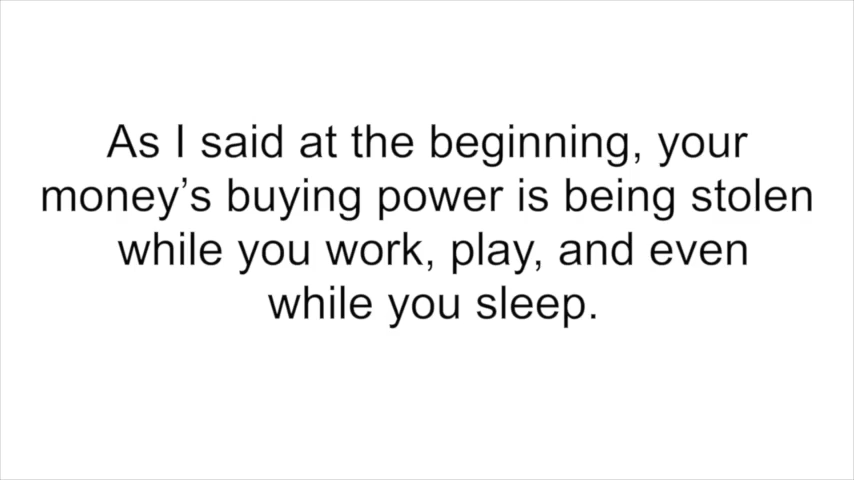 As I said at the beginning, your
money’s buying power is being stolen
while you work, play, and even
while you sleep.